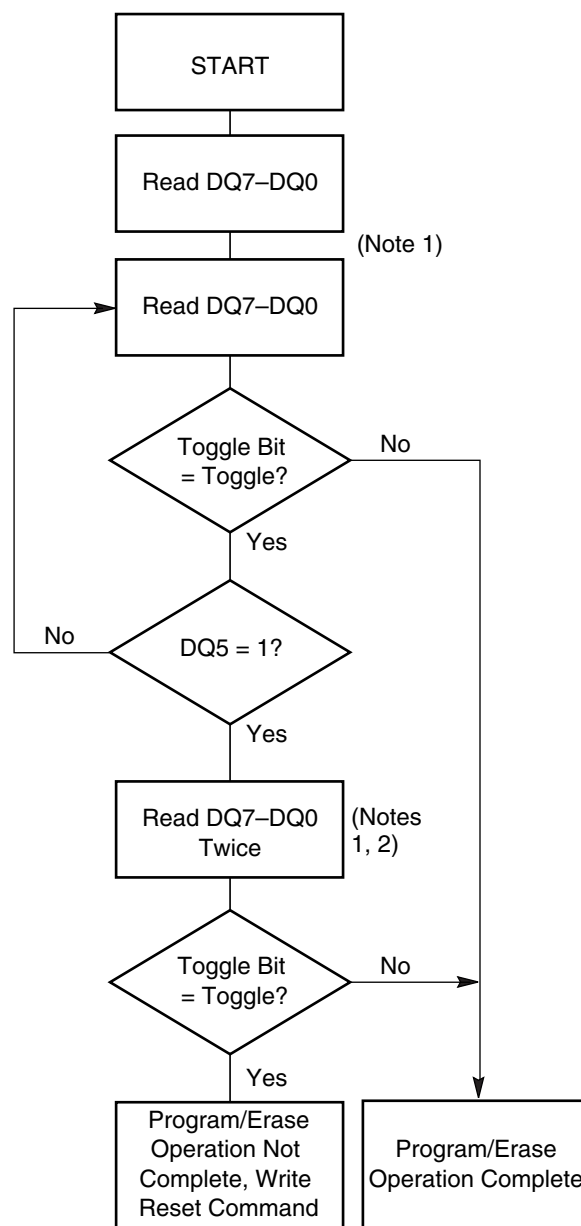 START
Read DQ7–DQ0
(Note 1)
Read DQ7–DQ0
Toggle Bit
= Toggle?
No
Yes
No
DQ5 = 1?
Yes
Read DQ7–DQ0
Twice
(Notes
1, 2)
Toggle Bit
= Toggle?
No
Yes
Program/Erase
Operation Not
Complete, Write
Reset Command
Program/Erase
Operation Complete